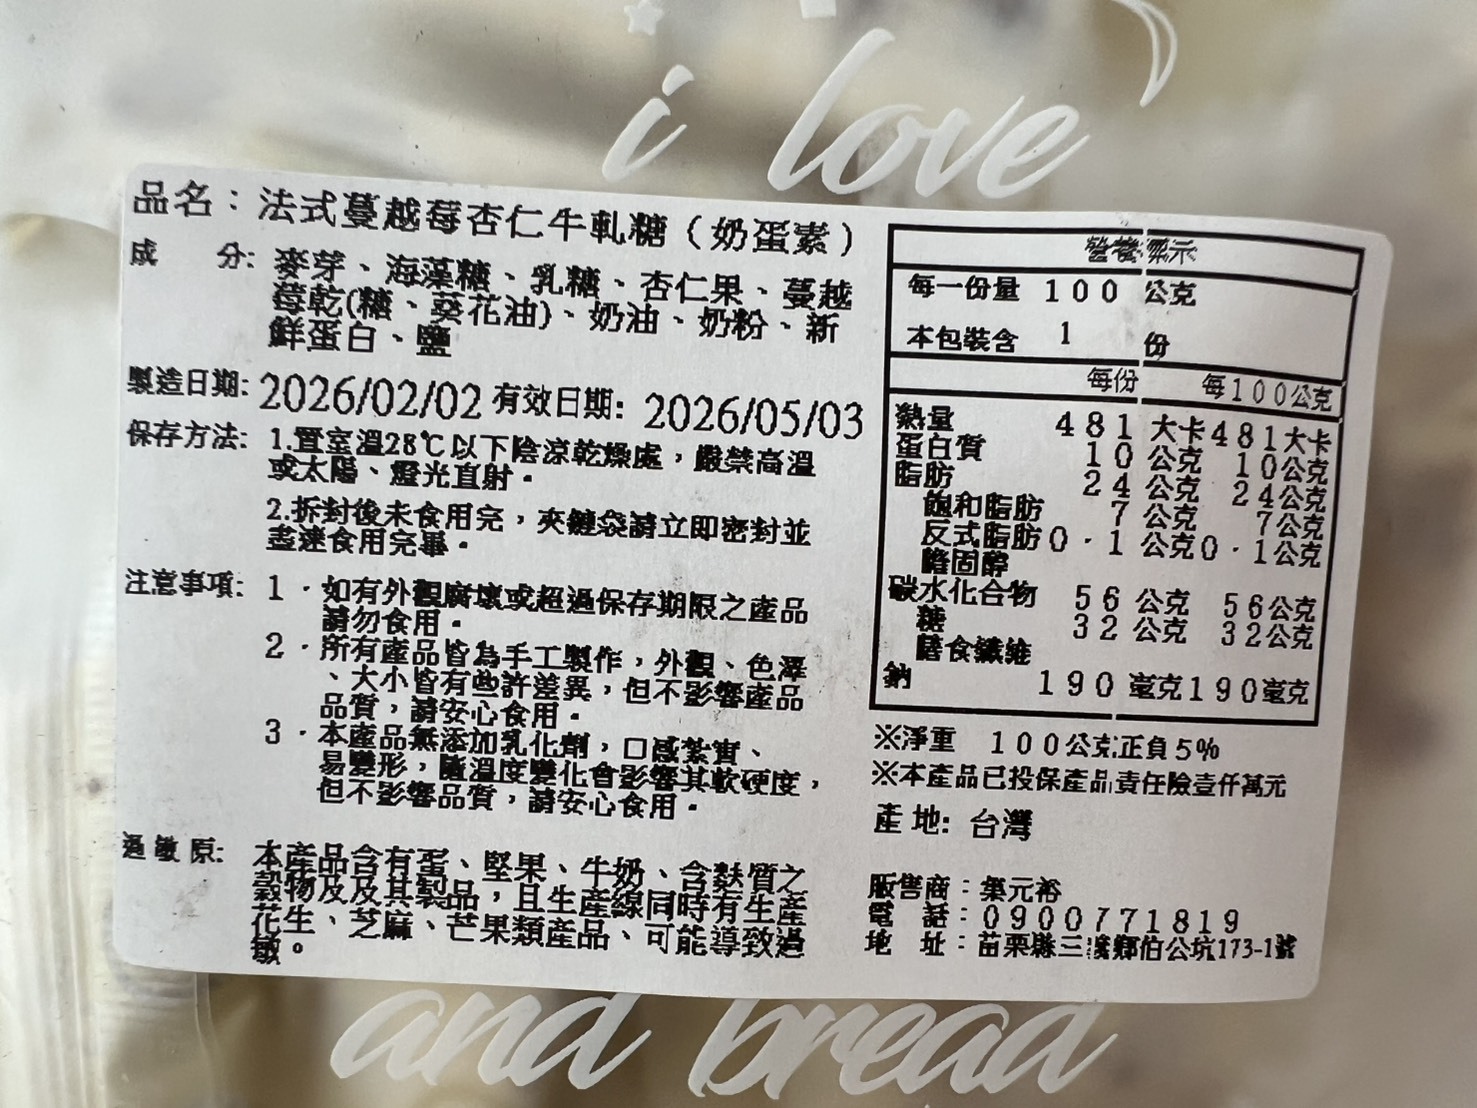 i love
品名：法式蔓越莓杏仁牛軋糖（奶蛋素）
成　分: 麥芽、海藻糖、乳糖、杏仁果、蔓越
莓乾(糖、葵花油)、奶油、奶粉、新
鮮蛋白、鹽
製造日期: 2026/02/02 有效日期: 2026/05/03
保存方法: 1.置室溫28℃以下陰涼乾燥處，嚴禁高溫
或太陽、燈光直射。
2.拆封後未食用完，夾鏈袋請立即密封並
盡速食用完畢。
注意事項: 1．如有外觀腐壞或超過保存期限之產品
請勿食用。
2．所有產品皆為手工製作，外觀、色澤
、大小皆有些許差異，但不影響產品
品質，請安心食用。
3．本產品無添加乳化劑，口感紮實、
易變形，隨溫度變化會影響其軟硬度，
但不影響品質，請安心食用。
過敏原: 本產品含有蛋、堅果、牛奶、含麩質之
穀物及及其製品，且生產線同時有生產
花生、芝麻、芒果類產品、可能導致過
敏。
營養標示
每一份量 100 公克
本包裝含 1 份
每份 每100公克
熱量 481 大卡 481大卡
蛋白質 10 公克 10公克
脂肪 24 公克 24公克
飽和脂肪 7 公克 7公克
反式脂肪 0．1 公克 0．1公克
膽固醇
碳水化合物 56 公克 56公克
糖 32 公克 32公克
膳食纖維
鈉 190 毫克 190毫克
※淨重 100公克正負5%
※本產品已投保產品責任險壹仟萬元
產地: 台灣
販售商：菓元裕
電　話：0900771819
地　址：苗栗縣三灣鄉伯公坑173-1號
and bread